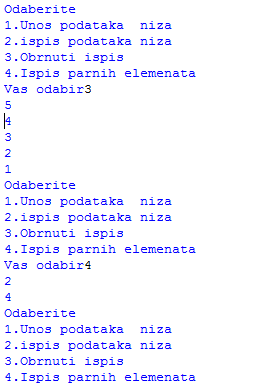 Odaberite
1.Unos podataka  niza
2.ispis podataka niza
3.Obrnuti ispis
4.Ispis parnih elemenata
Vas odabir3
5
4
3
2
1
Odaberite
1.Unos podataka  niza
2.ispis podataka niza
3.Obrnuti ispis
4.Ispis parnih elemenata
Vas odabir4
2
4
Odaberite
1.Unos podataka  niza
2.ispis podataka niza
3.Obrnuti ispis
4.Ispis parnih elemenata